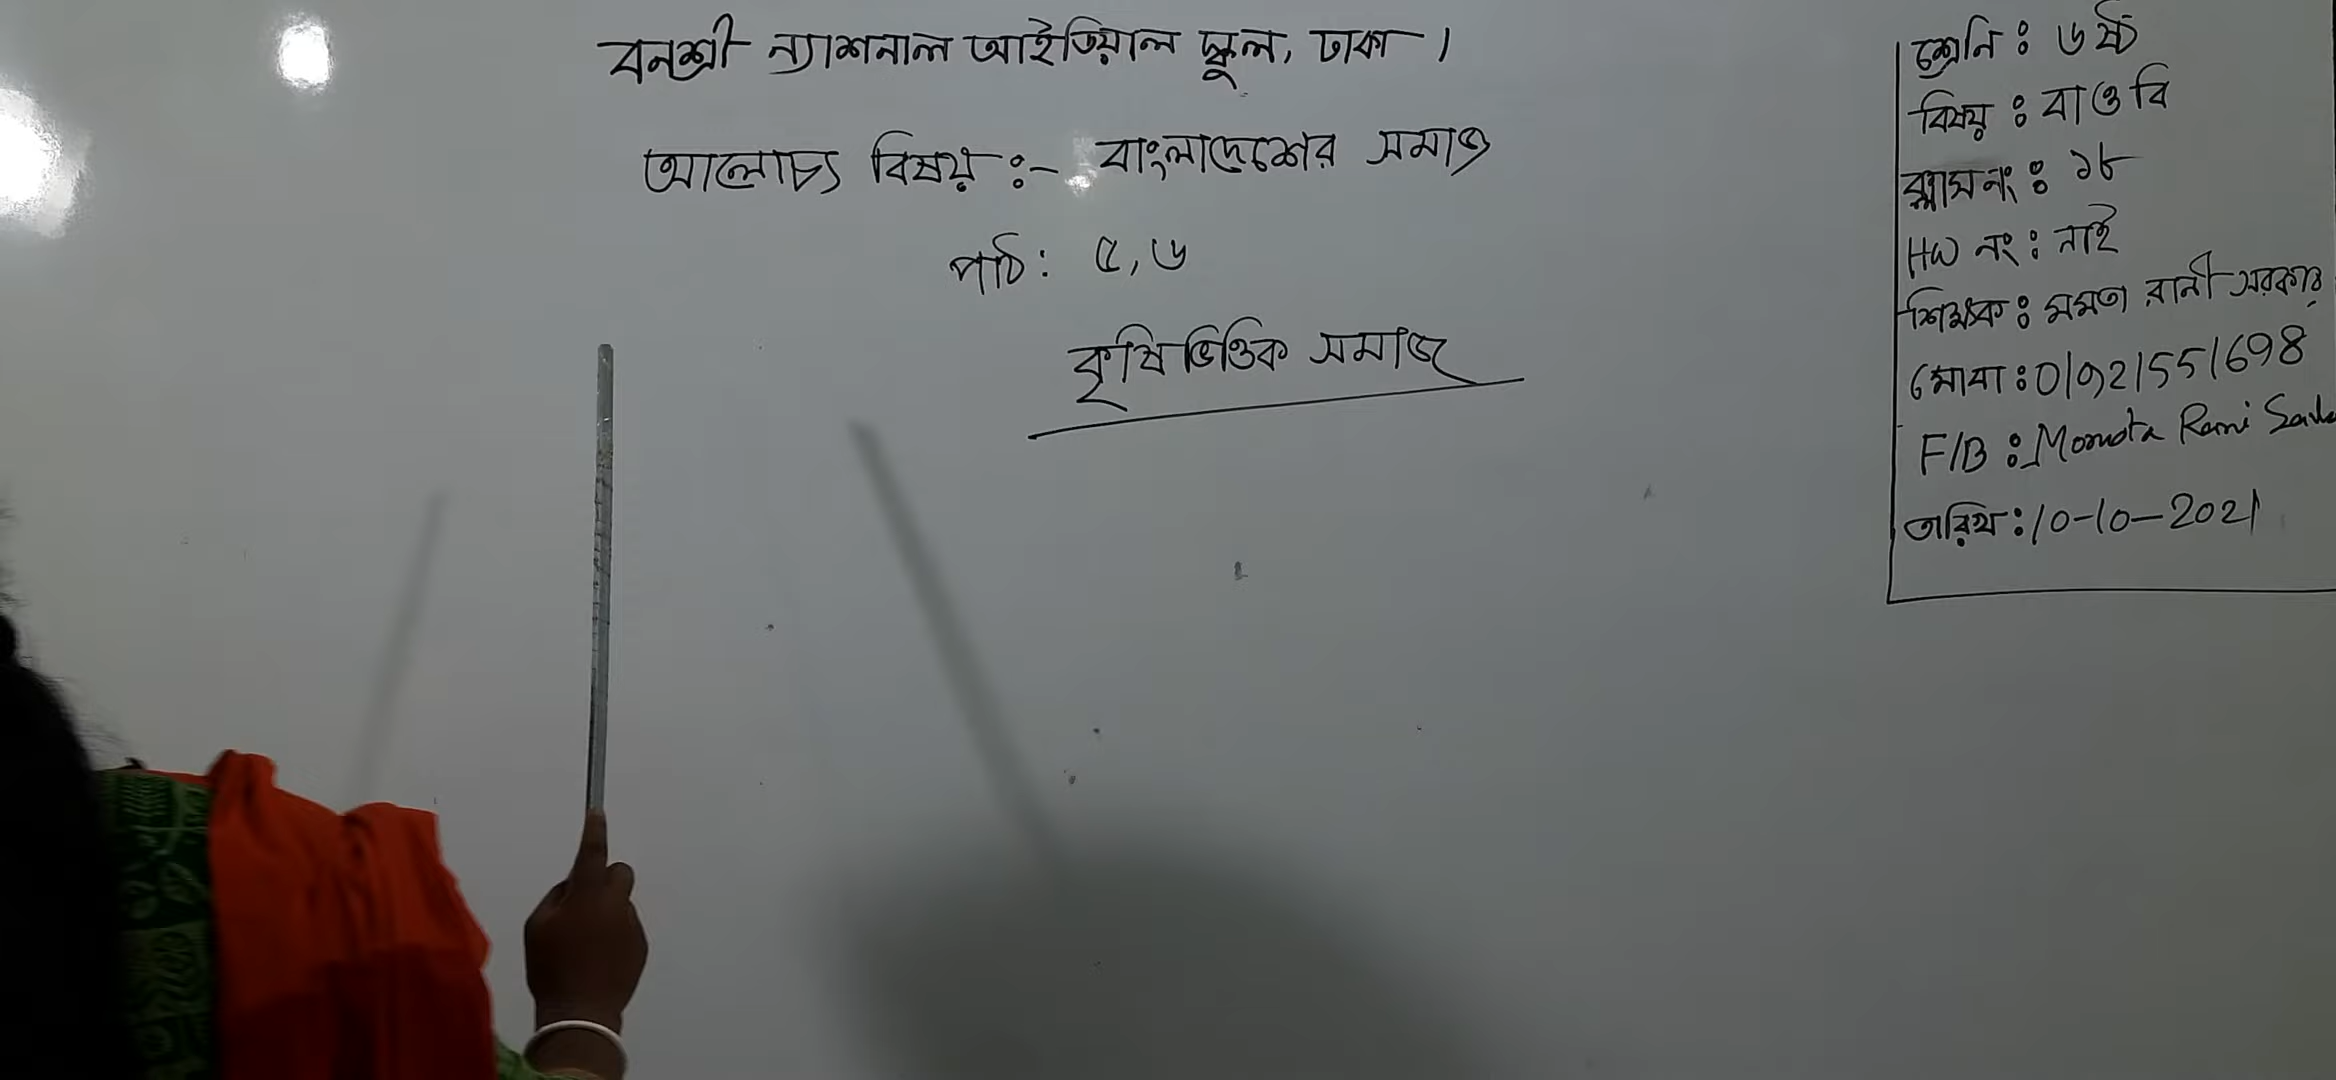 বনশ্রী ন্যাশনাল আইডিয়াল স্কুল, ঢাকা ।
আলোচ্য বিষয় ঃ- বাংলাদেশের সমাজ
পাঠ : ৫, ৬
কৃষি ভিত্তিক সমাজ
শ্রেনি ঃ ৬ষ্ঠ
বিষয় ঃ বাওবি
ক্লাস নং ঃ ১৮
HW নং : নাই
শিক্ষক ঃ মমতা রানী সরকার
মোবা ঃ 01921551698
F/B ঃ Momota Rani
তারিখ ঃ 10-10-2021